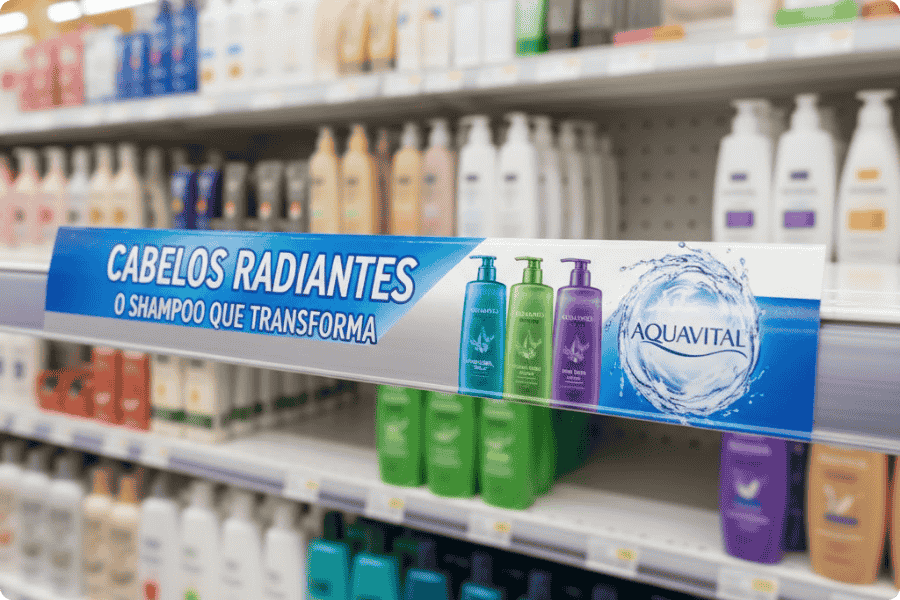 CABELOS RADIANTES
O SHAMPOO QUE TRANSFORMA
AQUAVITAL